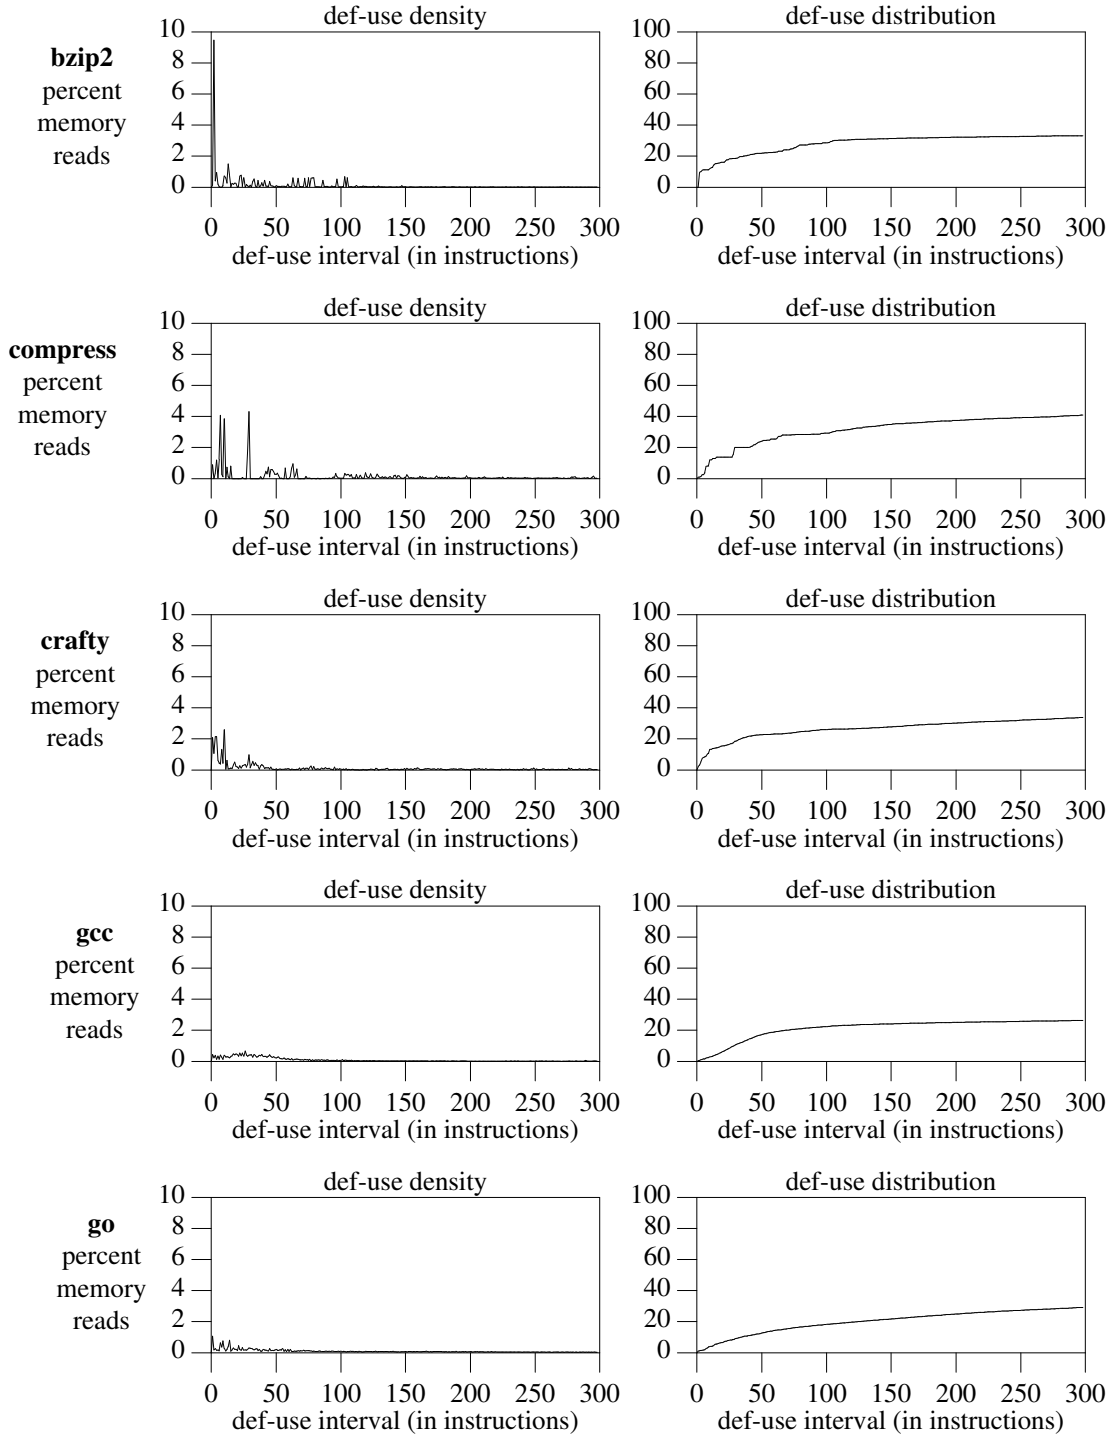 def-use density
def-use distribution
bzip2
percent
memory
reads
10
8
6
4
2
0
100
80
60
40
20
0
0 50 100 150 200 250 300
0 50 100 150 200 250 300
def-use interval (in instructions)
def-use interval (in instructions)
def-use density
def-use distribution
compress
percent
memory
reads
10
8
6
4
2
0
100
80
60
40
20
0
0 50 100 150 200 250 300
0 50 100 150 200 250 300
def-use interval (in instructions)
def-use interval (in instructions)
def-use density
def-use distribution
crafty
percent
memory
reads
10
8
6
4
2
0
100
80
60
40
20
0
0 50 100 150 200 250 300
0 50 100 150 200 250 300
def-use interval (in instructions)
def-use interval (in instructions)
def-use density
def-use distribution
gcc
percent
memory
reads
10
8
6
4
2
0
100
80
60
40
20
0
0 50 100 150 200 250 300
0 50 100 150 200 250 300
def-use interval (in instructions)
def-use interval (in instructions)
def-use density
def-use distribution
go
percent
memory
reads
10
8
6
4
2
0
100
80
60
40
20
0
0 50 100 150 200 250 300
0 50 100 150 200 250 300
def-use interval (in instructions)
def-use interval (in instructions)